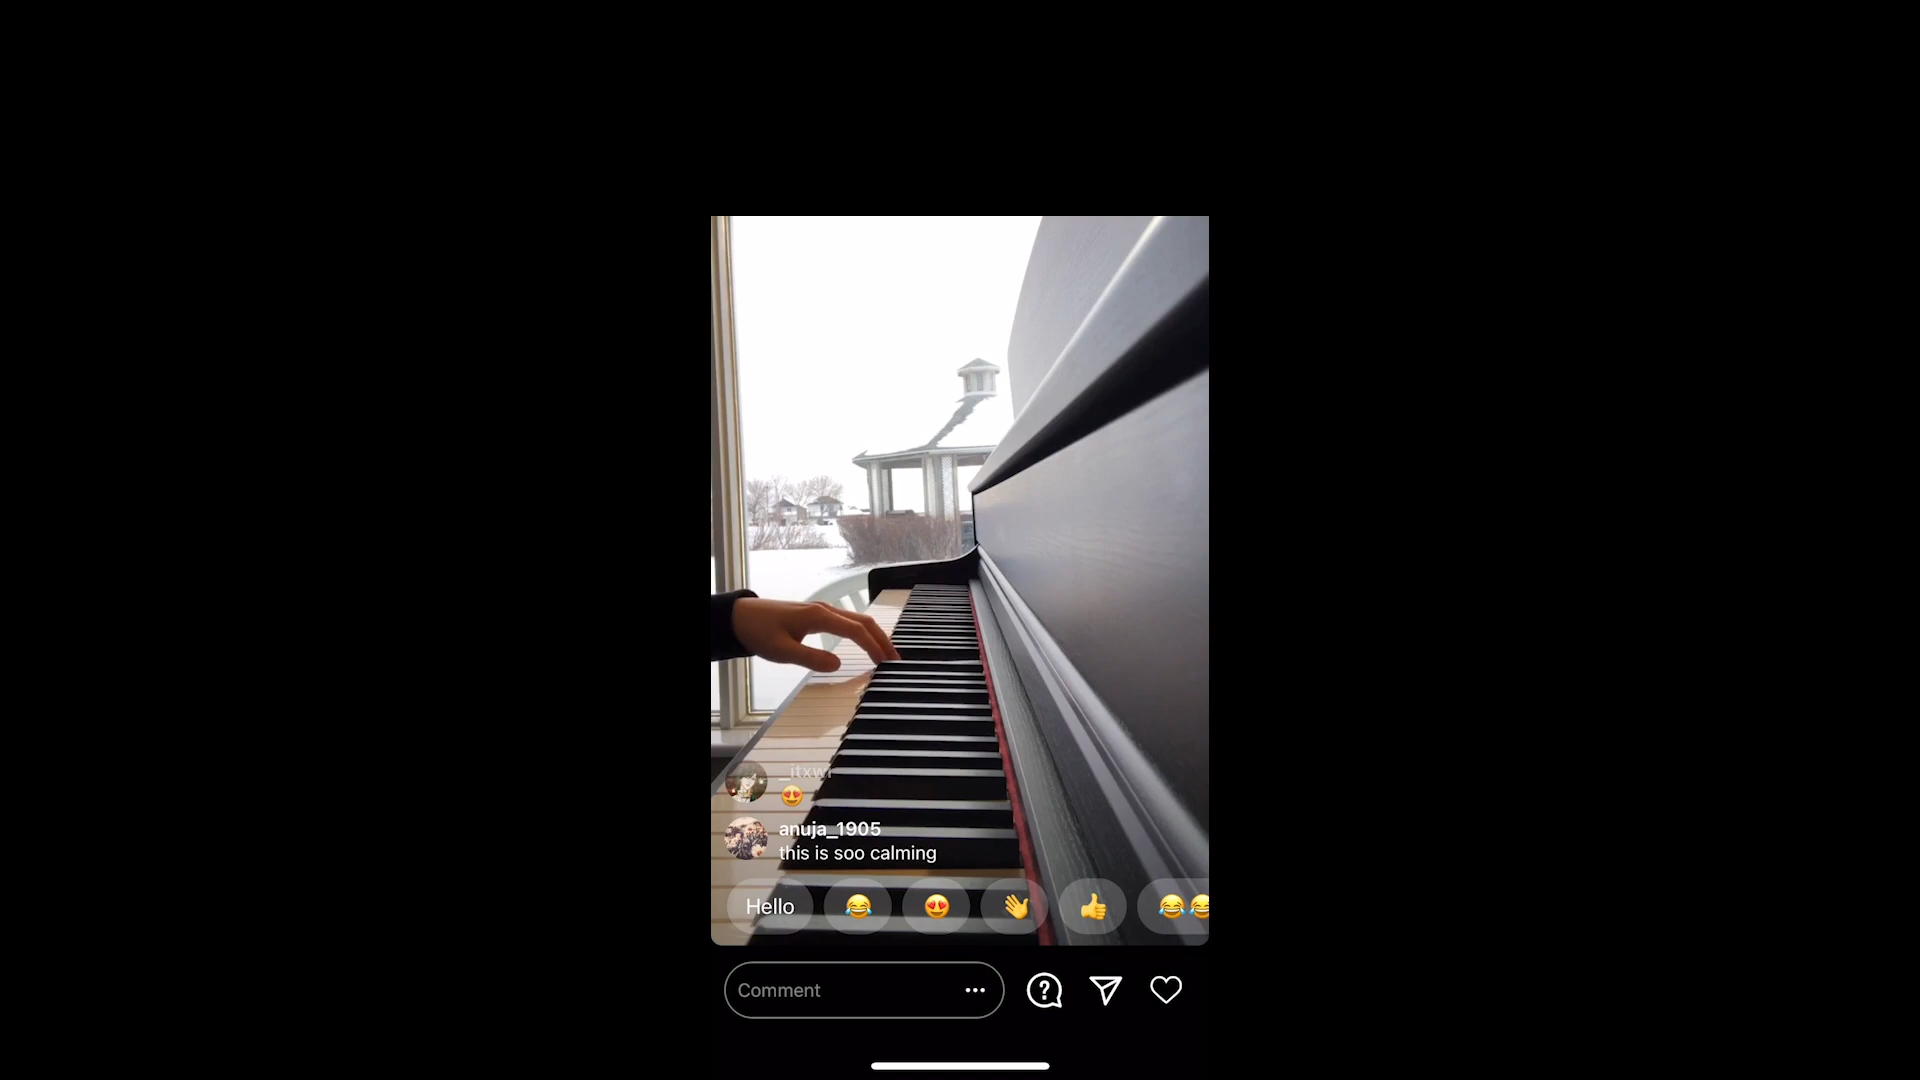 😍
anuja_1905
this is soo calming
Hello 😂 😍 👋 👍 😂😂
Comment